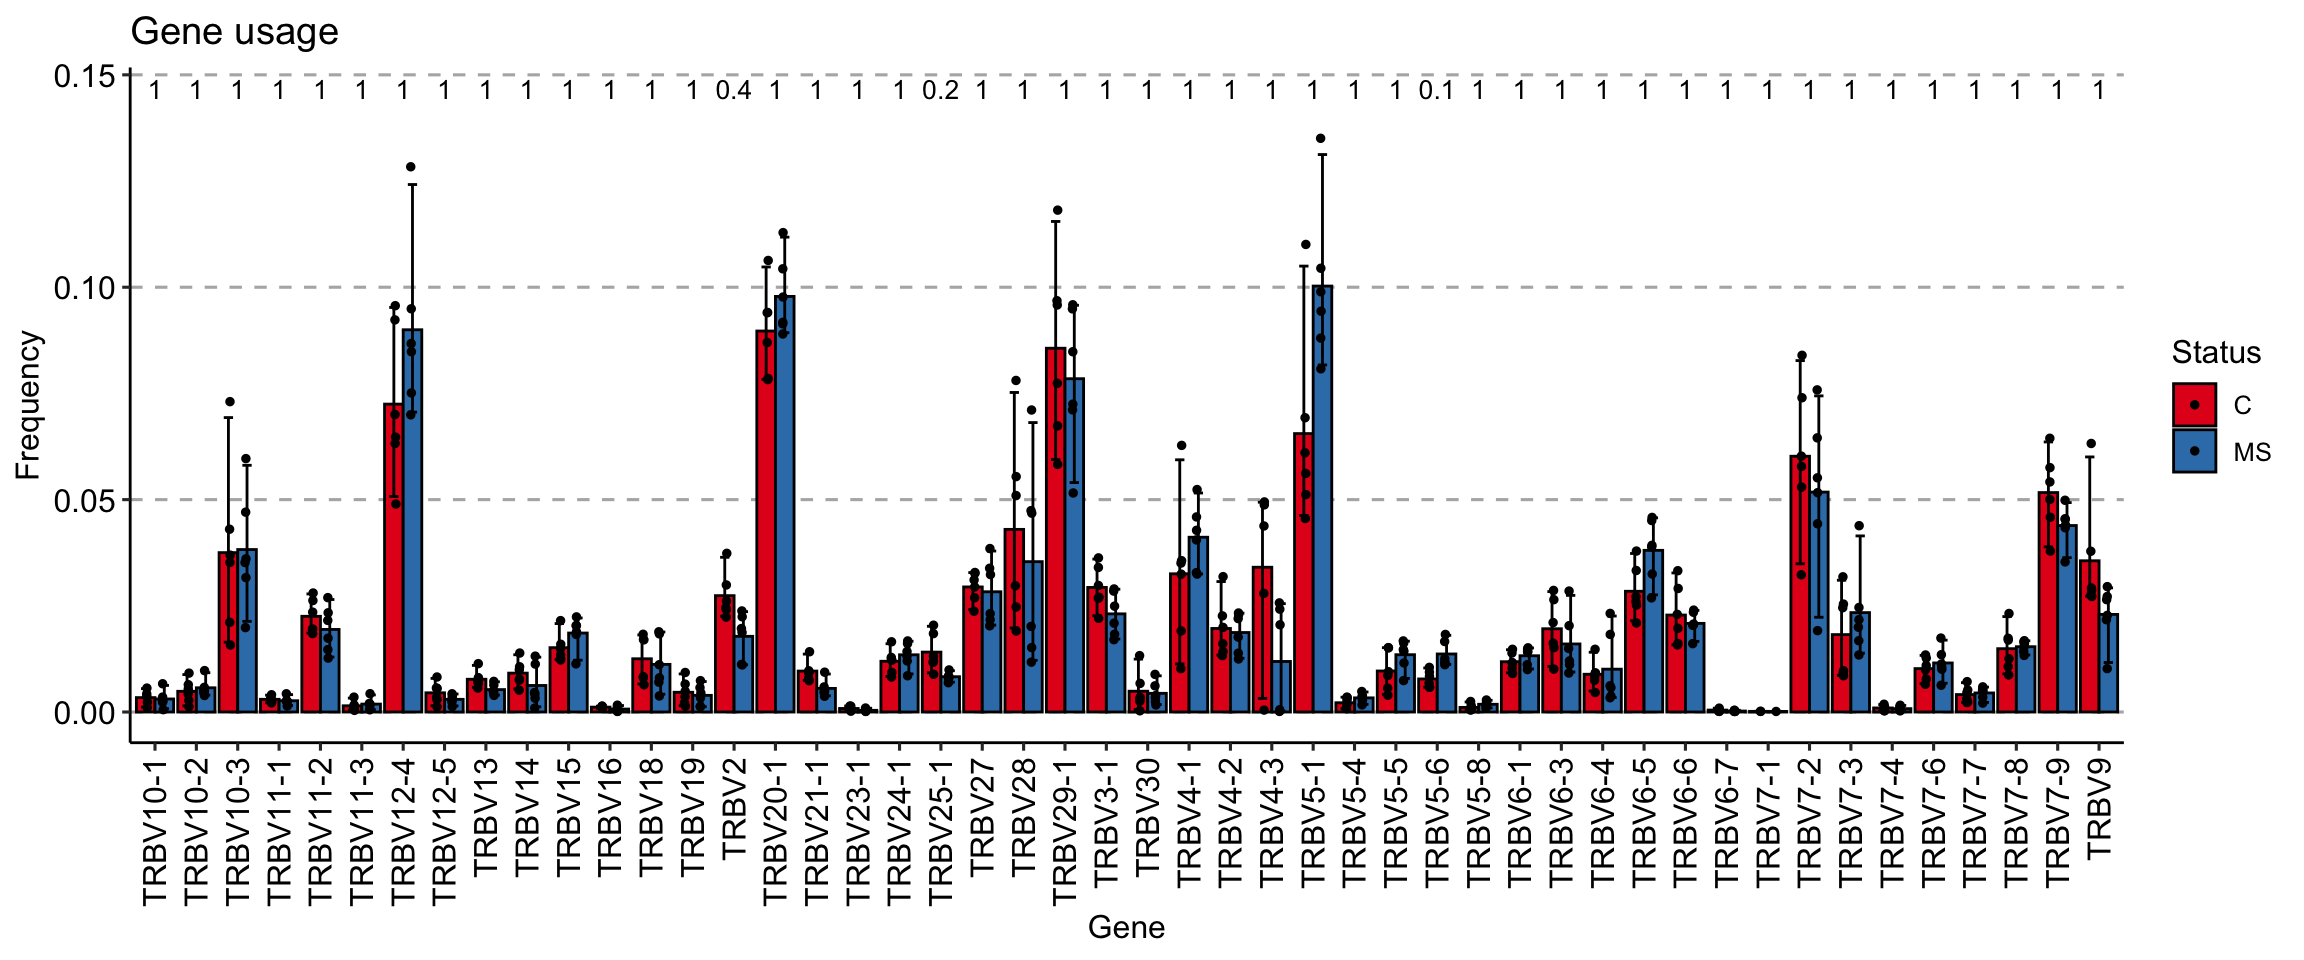 Gene usage
0.15
1 1 1 1 1 1 1 1 1 1 1 1 1 1 0.4 1 1 1 1 0.2 1 1 1 1 1 1 1 1 1 1 1 0.1 1 1 1 1 1 1 1 1 1 1 1 1 1 1 1 1
0.10
0.05
0.00
Frequency
Status
C
MS
TRBV10-1
TRBV10-2
TRBV10-3
TRBV11-1
TRBV11-2
TRBV11-3
TRBV12-4
TRBV12-5
TRBV13
TRBV14
TRBV15
TRBV16
TRBV18
TRBV19
TRBV2
TRBV20-1
TRBV21-1
TRBV23-1
TRBV24-1
TRBV25-1
TRBV27
TRBV28
TRBV29-1
TRBV3-1
TRBV30
TRBV4-1
TRBV4-2
TRBV4-3
TRBV5-1
TRBV5-4
TRBV5-5
TRBV5-6
TRBV5-8
TRBV6-1
TRBV6-3
TRBV6-4
TRBV6-5
TRBV6-6
TRBV6-7
TRBV7-1
TRBV7-2
TRBV7-3
TRBV7-4
TRBV7-6
TRBV7-7
TRBV7-8
TRBV7-9
TRBV9
Gene